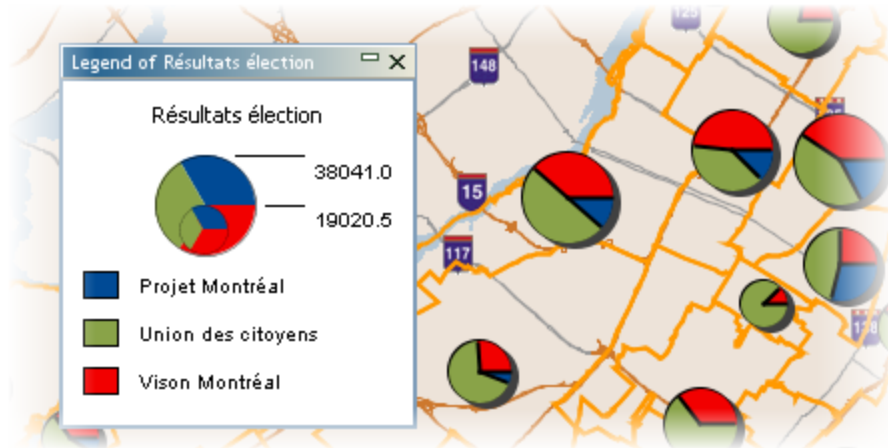 Legend of Résultats élection
Résultats élection
38041.0
19020.5
Projet Montréal
Union des citoyens
Vison Montréal
148
15
117
125